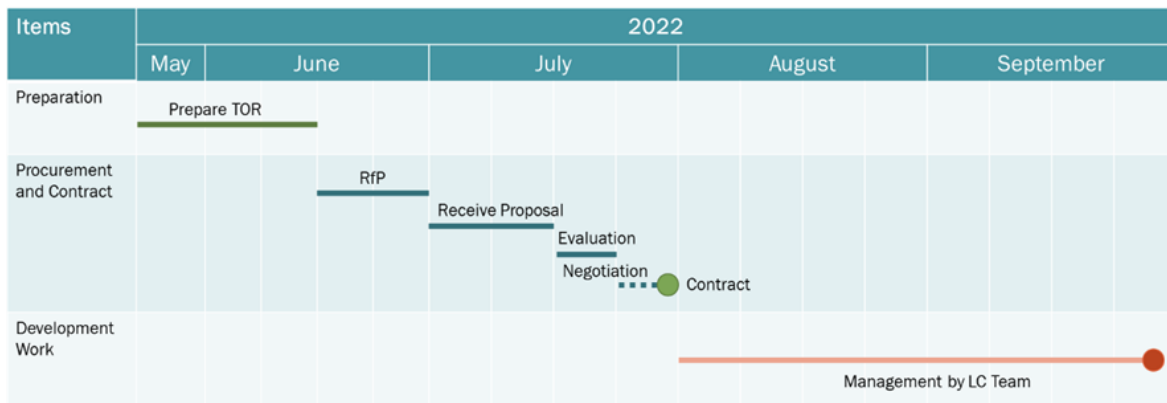 Items
2022
May
June
July
August
September
Preparation
Prepare TOR
Procurement
and Contract
RfP
Receive Proposal
Evaluation
Negotiation
Contract
Development
Work
Management by LC Team